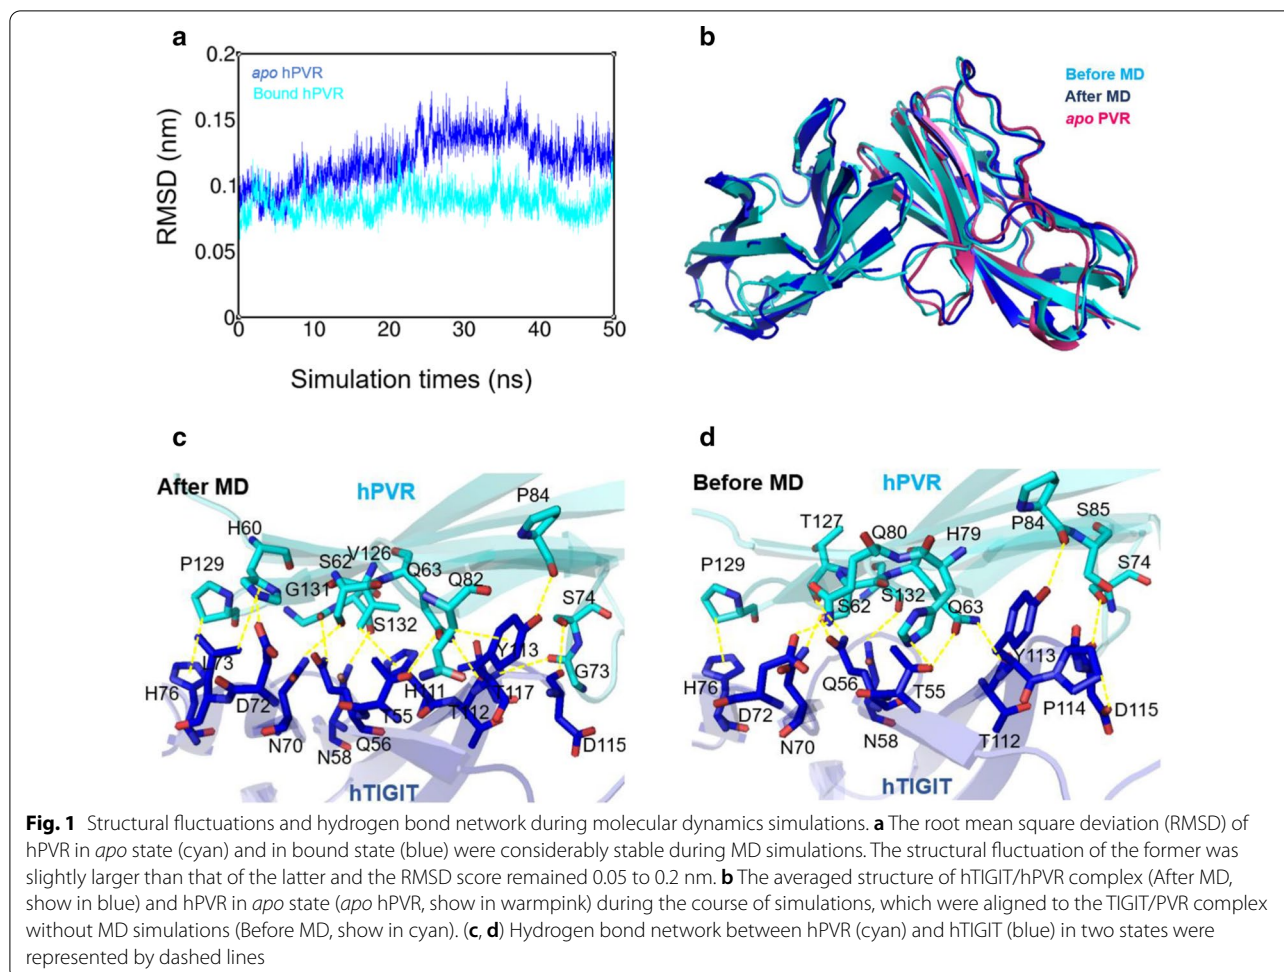 a
0.2
apo hPVR
Bound hPVR
0.15
0.1
0.05
0
RMSD (nm)
0 10 20 30 40 50
Simulation times (ns)
b
Before MD
After MD
apo PVR
c
After MD
hPVR
P84
H60
V126
S62
Q63
P129
G131
Q82
S74
S132
L73
Y113
G73
H76
H111
T117
D72
T55
T112
N70
Q56
D115
N58
hTIGIT
d
Before MD
hPVR
P84
S85
T127
Q80
H79
P129
S74
S62
S132
Q63
Y113
H76
Q56
T55
D72
P114
D115
N70
N58
T112
hTIGIT
Fig. 1 Structural fluctuations and hydrogen bond network during molecular dynamics simulations. a The root mean square deviation (RMSD) of
hPVR in apo state (cyan) and in bound state (blue) were considerably stable during MD simulations. The structural fluctuation of the former was
slightly larger than that of the latter and the RMSD score remained 0.05 to 0.2 nm. b The averaged structure of hTIGIT/hPVR complex (After MD,
show in blue) and hPVR in apo state (apo hPVR, show in warmpink) during the course of simulations, which were aligned to the TIGIT/PVR complex
without MD simulations (Before MD, show in cyan). (c, d) Hydrogen bond network between hPVR (cyan) and hTIGIT (blue) in two states were
represented by dashed lines